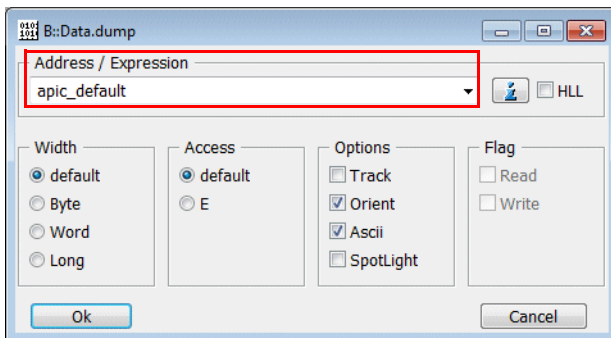 B::Data.dump
Address / Expression
apic_default
HLL
Width
Access
Options
Flag
default
default
Track
Read
Byte
E
Orient
Write
Word
Ascii
Long
SpotLight
Ok
Cancel